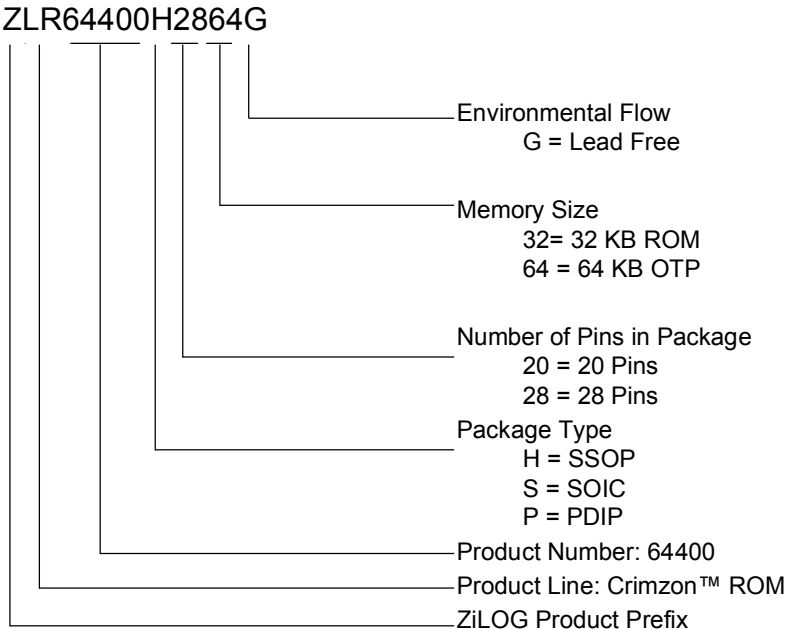 ZLR64400H2864G
Environmental Flow
G = Lead Free
Memory Size
32= 32 KB ROM
64 = 64 KB OTP
Number of Pins in Package
20 = 20 Pins
28 = 28 Pins
Package Type
H = SSOP
S = SOIC
P = PDIP
Product Number: 64400
Product Line: Crimzon™ ROM
ZiLOG Product Prefix